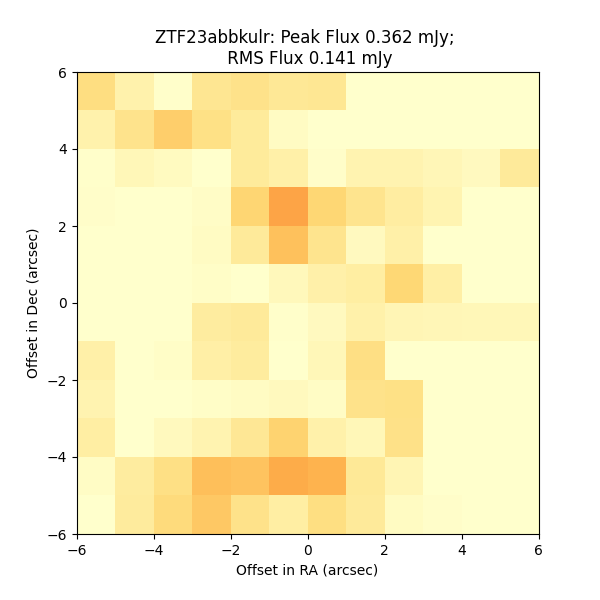 ZTF23abbkulr: Peak Flux 0.362 mJy;
RMS Flux 0.141 mJy
6
4
2
0
−2
−4
−6
Offset in Dec (arcsec)
−6 −4 −2 0 2 4 6
Offset in RA (arcsec)